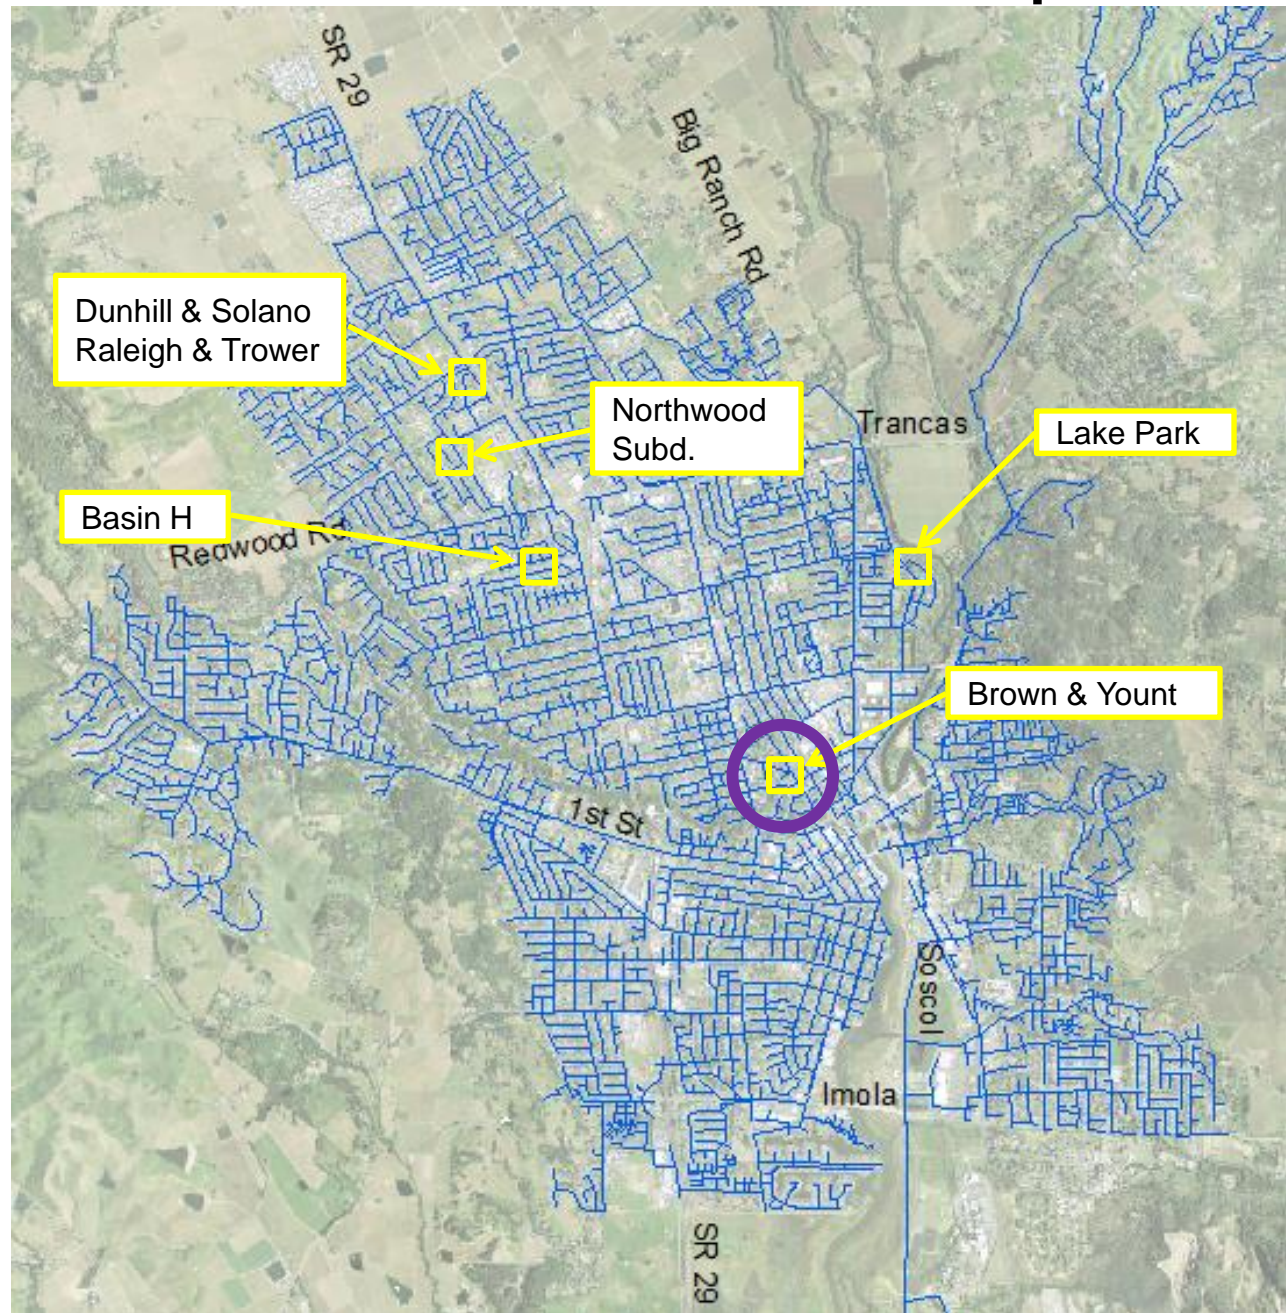 SR 29
Big Ranch Rd
Dunhill & Solano
Raleigh & Trower
Northwood
Subd.
Trancas
Lake Park
Basin H
Redwood Rd
Brown & Yount
1st St
Soscol
Imola
SR 29